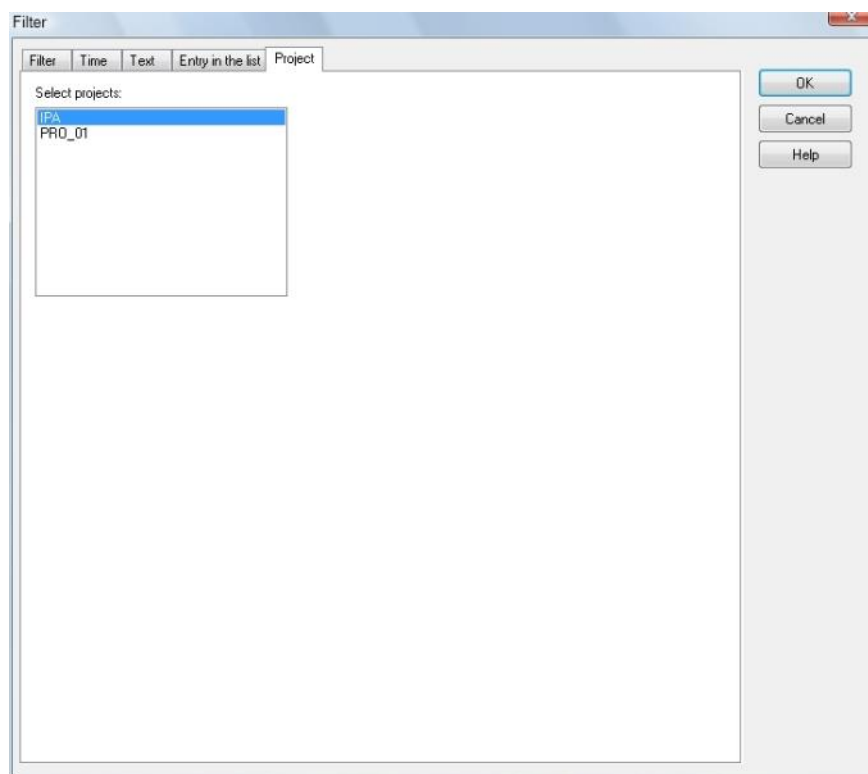 Filter
Filter Time Text Entry in the list Project
Select projects:
IPA
PRO_01
OK
Cancel
Help